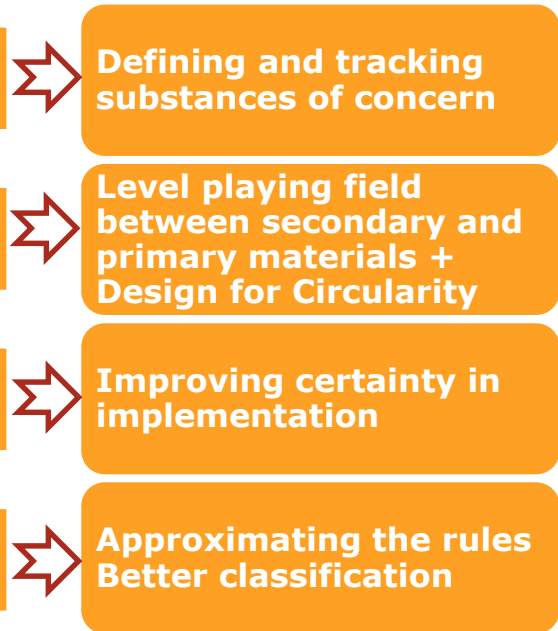 Defining and tracking
substances of concern
Level playing field
between secondary and
primary materials +
Design for Circularity
Improving certainty in
implementation
Approximating the rules
Better classification